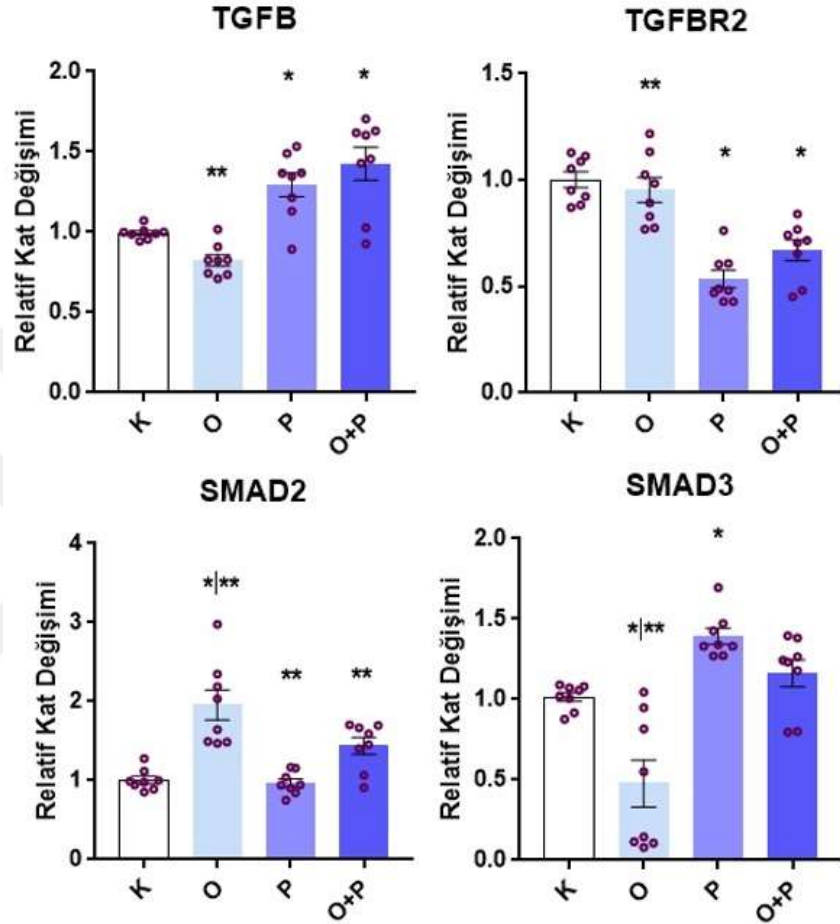 TGFB
Relatif Kat Değişimi
2.0
1.5
1.0
0.5
0.0
**
*
*
K
O
P
O+P
TGFBR2
Relatif Kat Değişimi
1.5
1.0
0.5
0.0
**
*
*
K
O
P
O+P
SMAD2
Relatif Kat Değişimi
4
3
2
1
0
*|**
**
**
K
O
P
O+P
SMAD3
Relatif Kat Değişimi
2.0
1.5
1.0
0.5
0.0
*|**
*
K
O
P
O+P